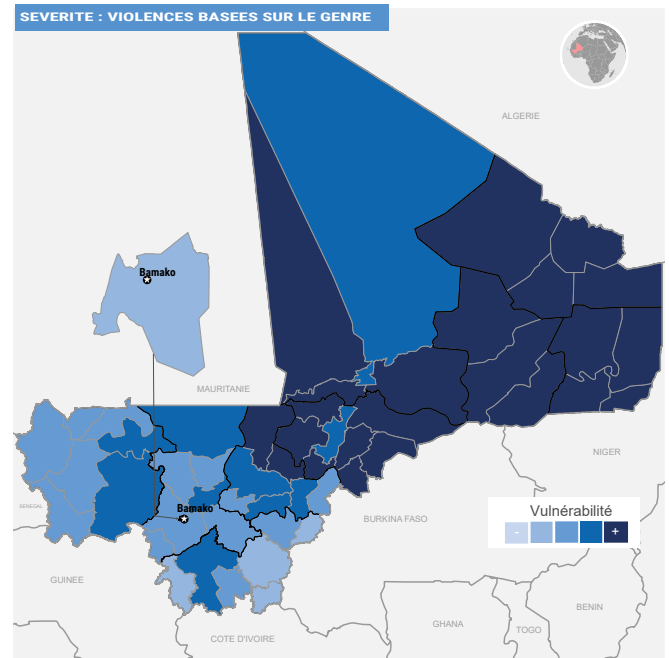 SEVERITE : VIOLENCES BASEES SUR LE GENRE
ALGERIE
Bamako
MAURITANIE
NIGER
SENEGAL
Bamako
Vulnérabilité
- +
BURKINA FASO
GUINEE
BENIN
GHANA
TOGO
COTE D'IVOIRE